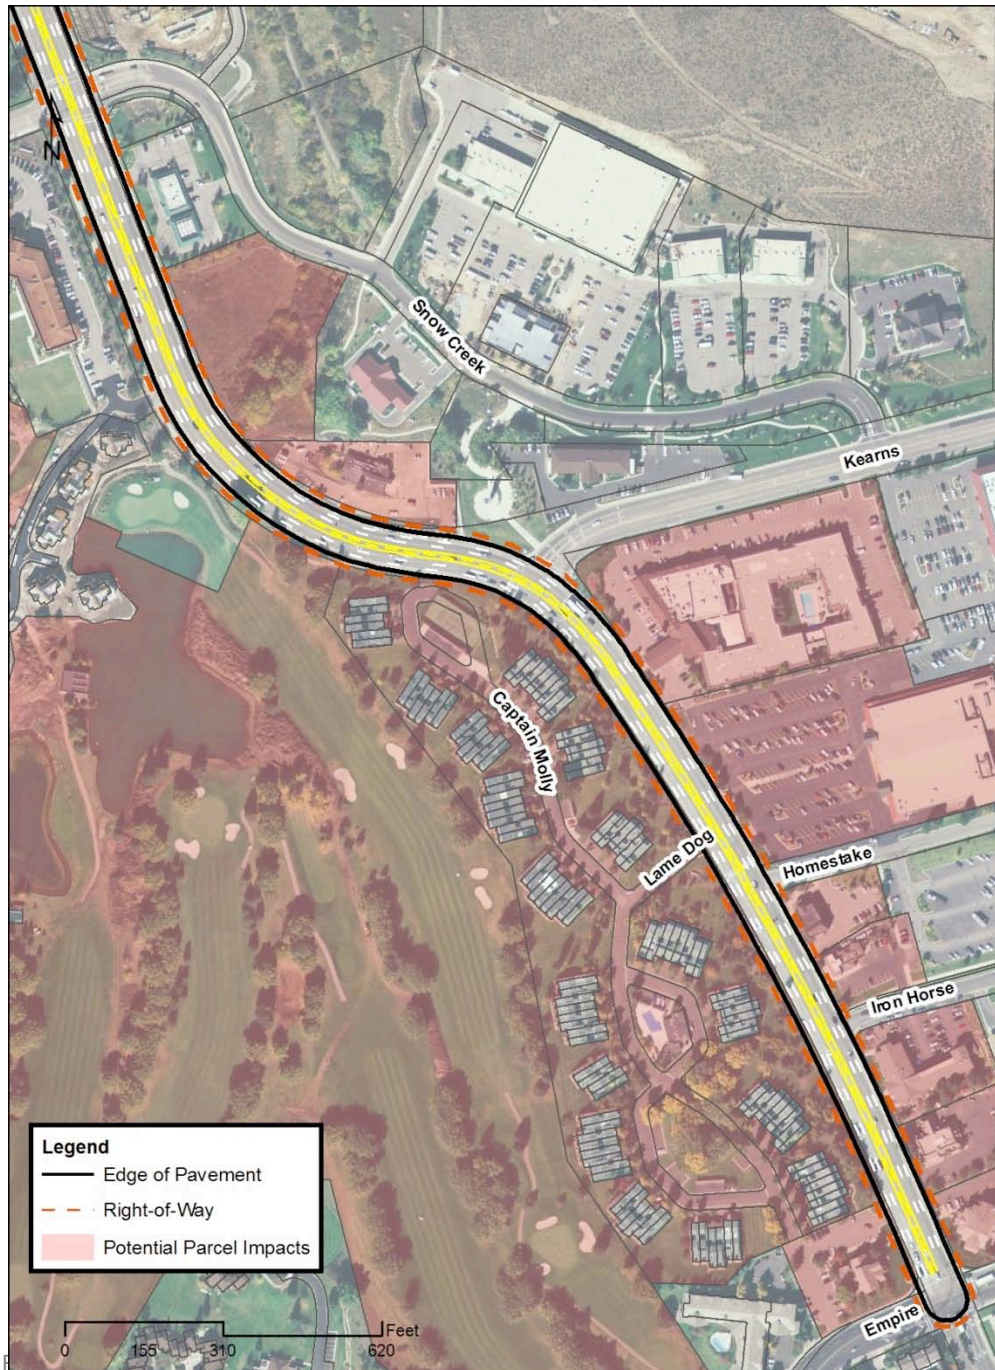 N
Snow Creek
Kearns
Captain Molly
Lame Dog
Homestake
Iron Horse
Legend
Edge of Pavement
Right-of-Way
Potential Parcel Impacts
Feet
0 155 310 620
Empire